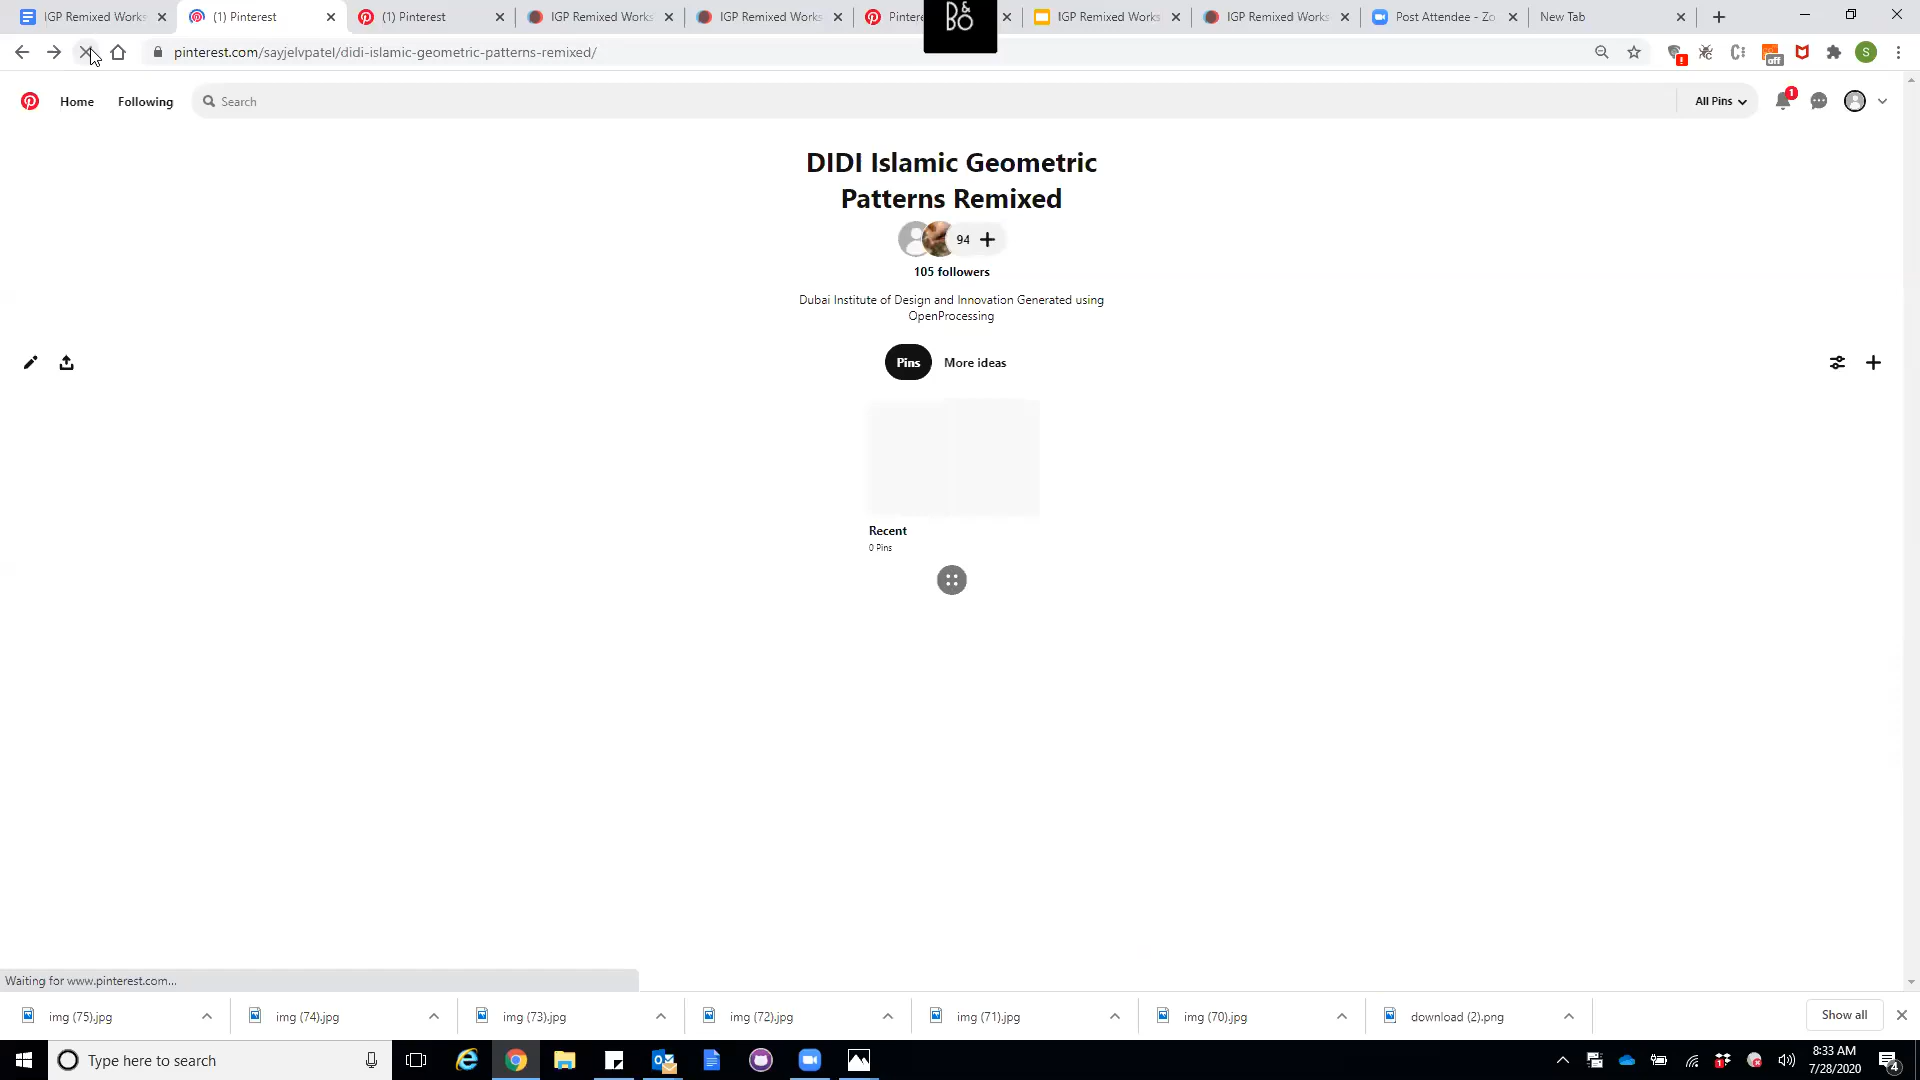 IGP Remixed Works
(1) Pinterest
(1) Pinterest
IGP Remixed Works
IGP Remixed Works
Pintere
B&O
IGP Remixed Works
IGP Remixed Works
Post Attendee - Zo
New Tab
pinterest.com/sayjelvpatel/didi-islamic-geometric-patterns-remixed/
!
off
S
Home
Following
Search
All Pins
1
DIDI Islamic Geometric
Patterns Remixed
94
105 followers
Dubai Institute of Design and Innovation Generated using
OpenProcessing
Pins
More ideas
Recent
0 Pins
Waiting for www.pinterest.com...
img (75).jpg
img (74).jpg
img (73).jpg
img (72).jpg
img (71).jpg
img (70).jpg
download (2).png
Show all
Type here to search
8:33 AM
7/28/2020
4